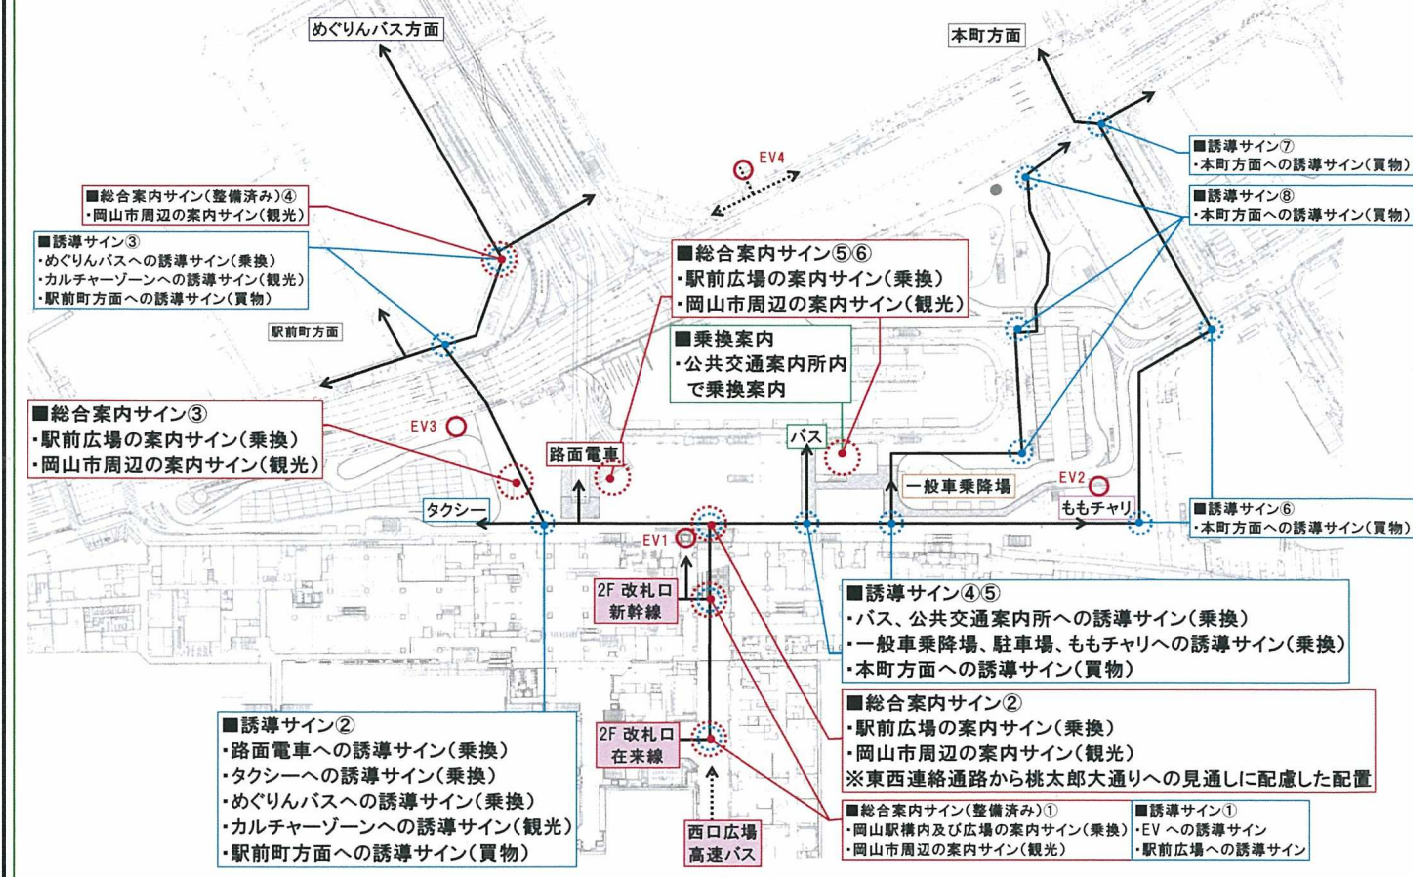 めぐりんバス方面
本町方面
EV4
■誘導サイン⑦
・本町方面への誘導サイン(買物)
■総合案内サイン(整備済み)④
・岡山市周辺の案内サイン(観光)
■誘導サイン⑧
・本町方面への誘導サイン(買物)
■誘導サイン③
・めぐりんバスへの誘導サイン(乗換)
・カルチャーゾーンへの誘導サイン(観光)
・駅前町方面への誘導サイン(買物)
■総合案内サイン⑤⑥
・駅前広場の案内サイン(乗換)
・岡山市周辺の案内サイン(観光)
駅前町方面
■乗換案内
・公共交通案内所内
で乗換案内
■総合案内サイン③
・駅前広場の案内サイン(乗換)
・岡山市周辺の案内サイン(観光)
EV3
路面電車
バス
一般車乗降場
EV2
タクシー
ももチャリ
■誘導サイン⑥
・本町方面への誘導サイン(買物)
EV1
2F 改札口
新幹線
■誘導サイン④⑤
・バス、公共交通案内所への誘導サイン(乗換)
・一般車乗降場、駐車場、ももチャリへの誘導サイン(乗換)
・本町方面への誘導サイン(買物)
■誘導サイン②
・路面電車への誘導サイン(乗換)
・タクシーへの誘導サイン(乗換)
・めぐりんバスへの誘導サイン(乗換)
・カルチャーゾーンへの誘導サイン(観光)
・駅前町方面への誘導サイン(買物)
2F 改札口
在来線
■総合案内サイン②
・駅前広場の案内サイン(乗換)
・岡山市周辺の案内サイン(観光)
※東西連絡通路から桃太郎大通りへの見通しに配慮した配置
西口広場
高速バス
■総合案内サイン(整備済み)①
・岡山駅構内及び広場の案内サイン(乗換)
・岡山市周辺の案内サイン(観光)
■誘導サイン①
・EV への誘導サイン
・駅前広場への誘導サイン